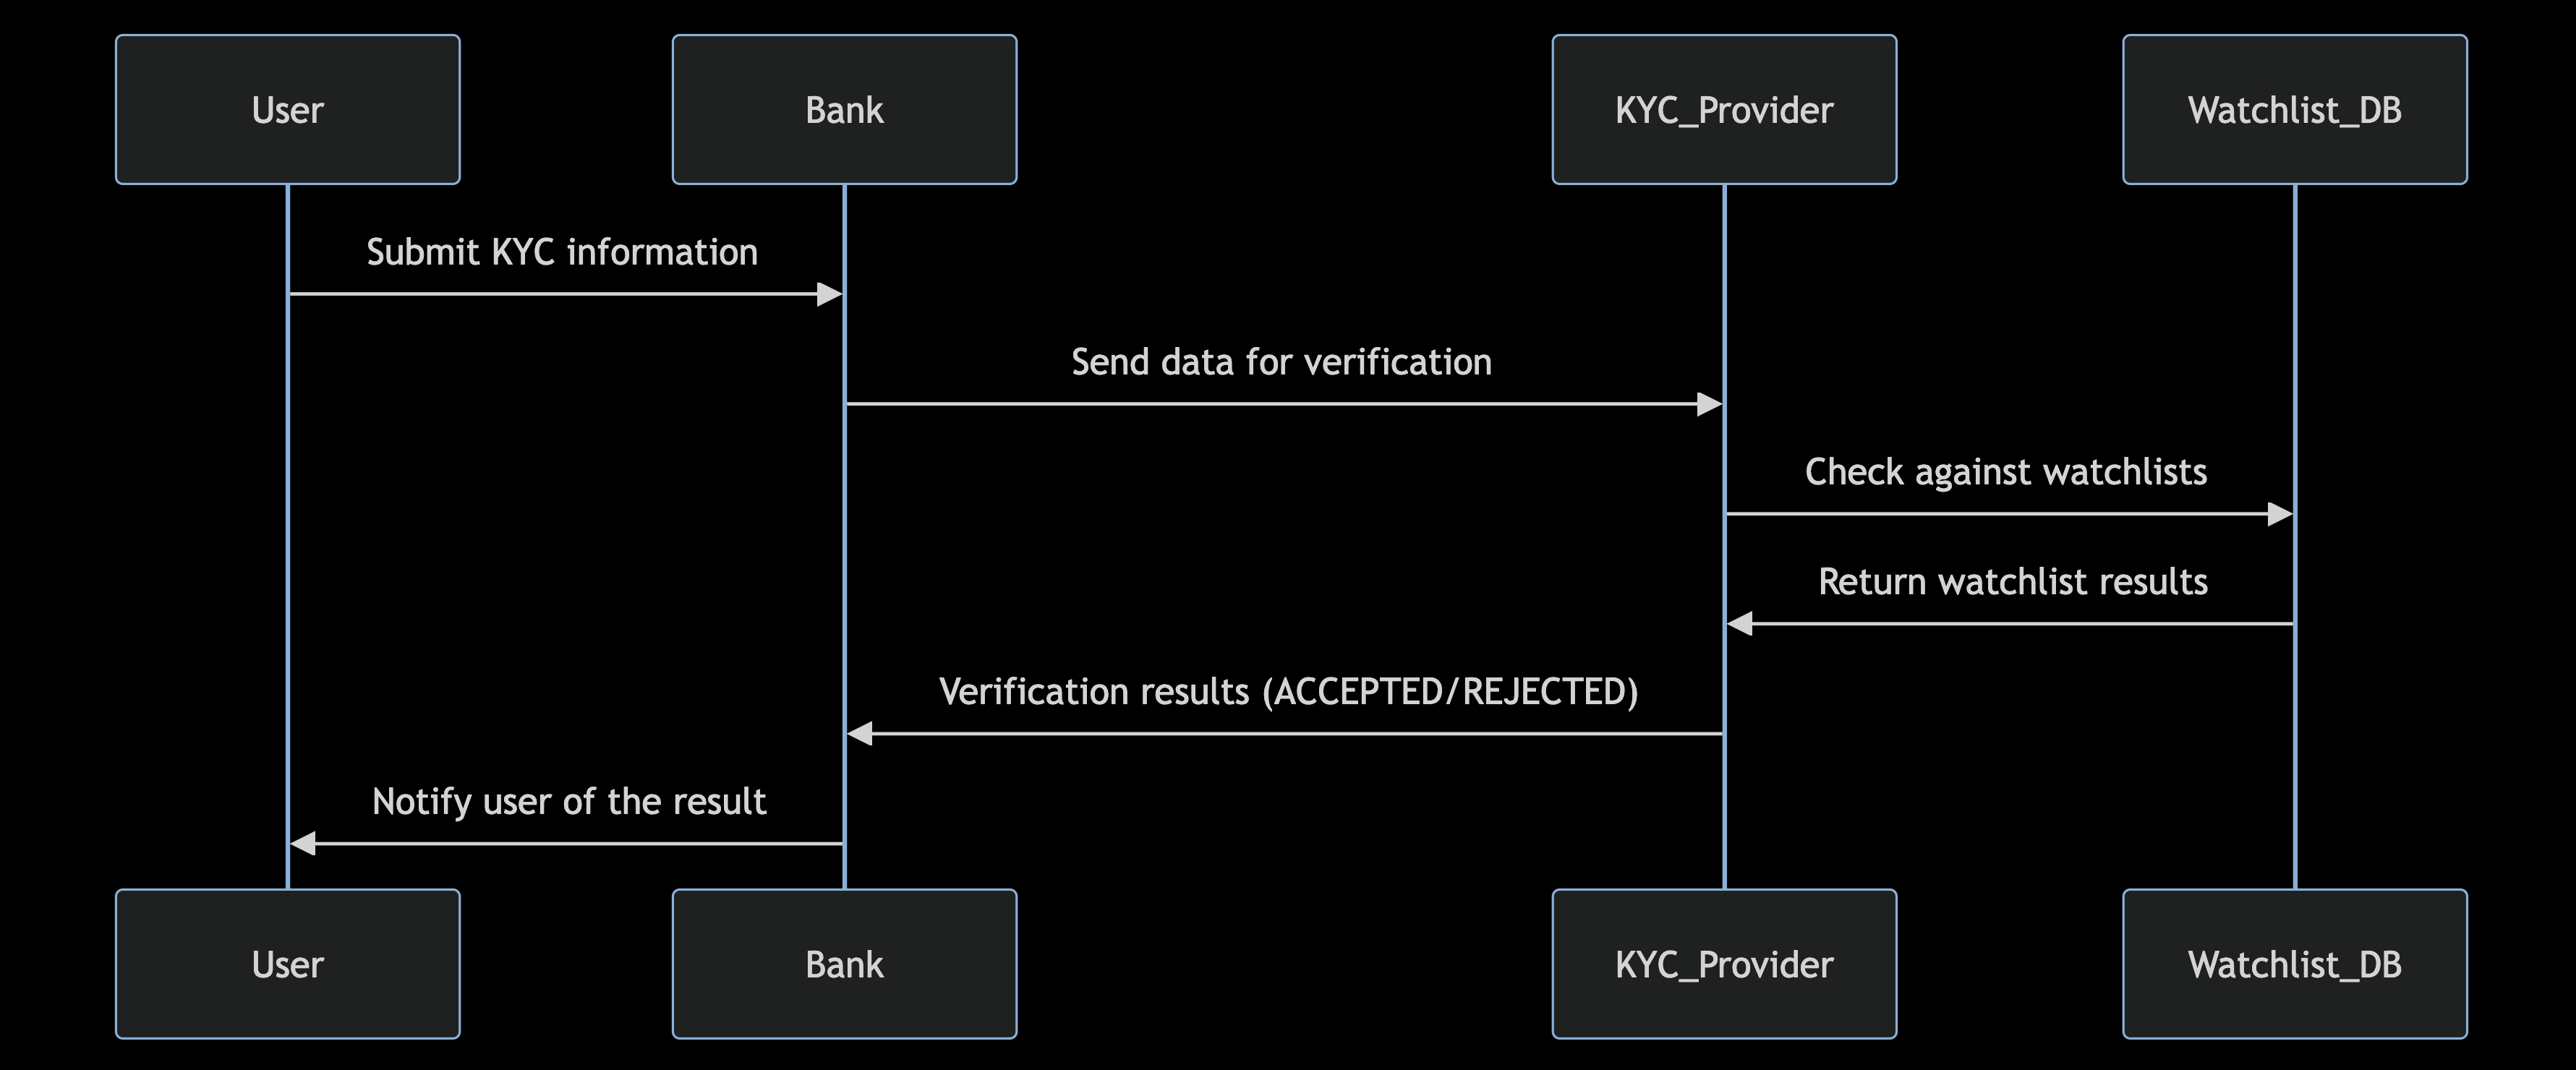 User
Bank
KYC_Provider
Watchlist_DB
Submit KYC information
Send data for verification
Check against watchlists
Return watchlist results
Verification results (ACCEPTED/REJECTED)
Notify user of the result
User
Bank
KYC_Provider
Watchlist_DB